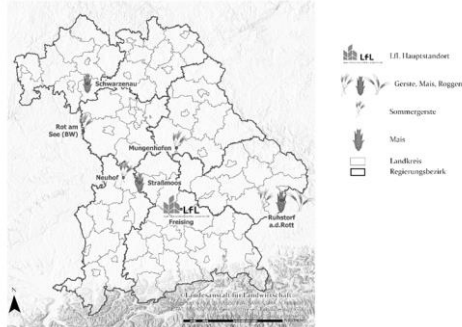 Schwarzenau
Rot am
See (BW)
Mungenhofen
Neuhof
Straßmoos
LfL
Freising
Ruhstorf
a.d.Rott
N
Landesanstalt für Landwirtschaft
LfL
LfL Hauptstandort
Gerste, Mais, Roggen
Sommergerste
Mais
Landkreis
Regierungsbezirk